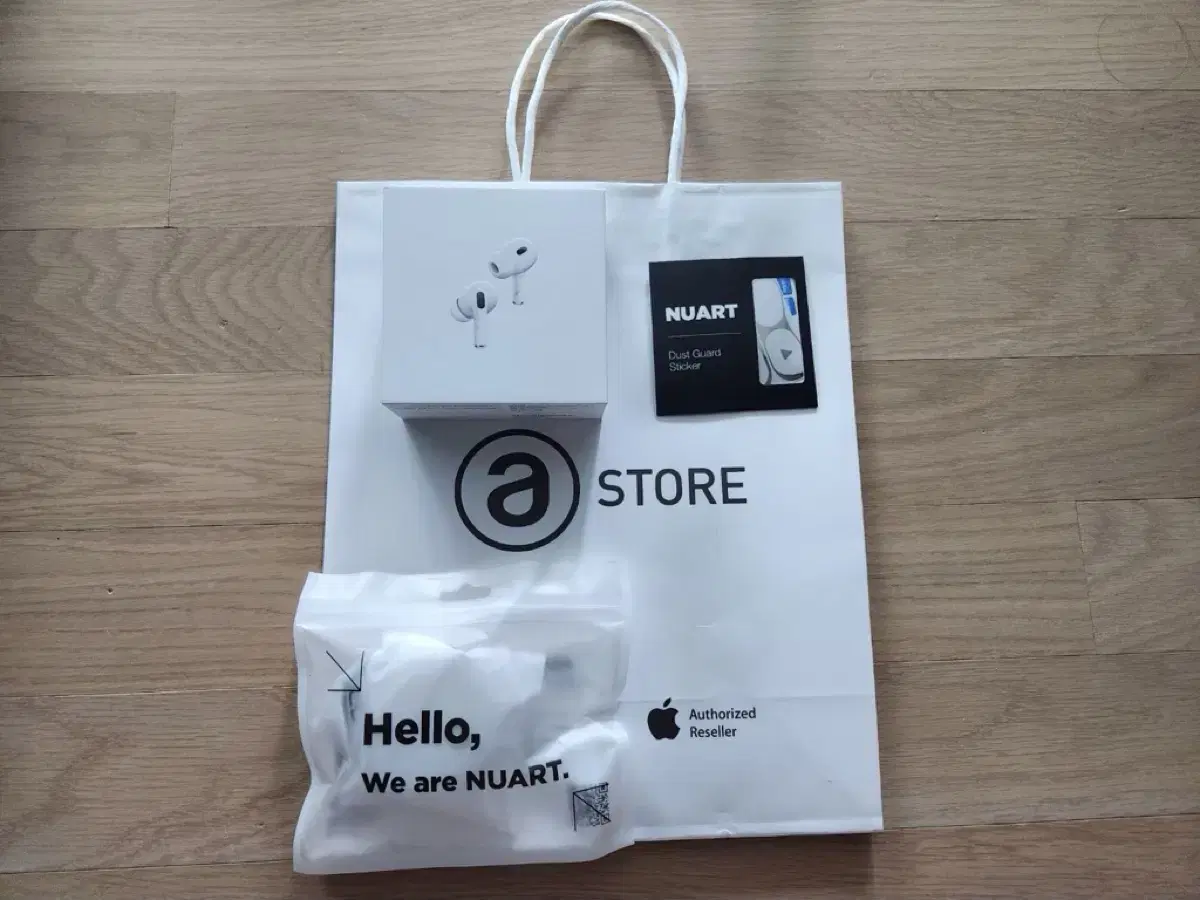 NUART
Dust Guard
Sticker
a STORE
Hello,
We are NUART.
Authorized
Reseller